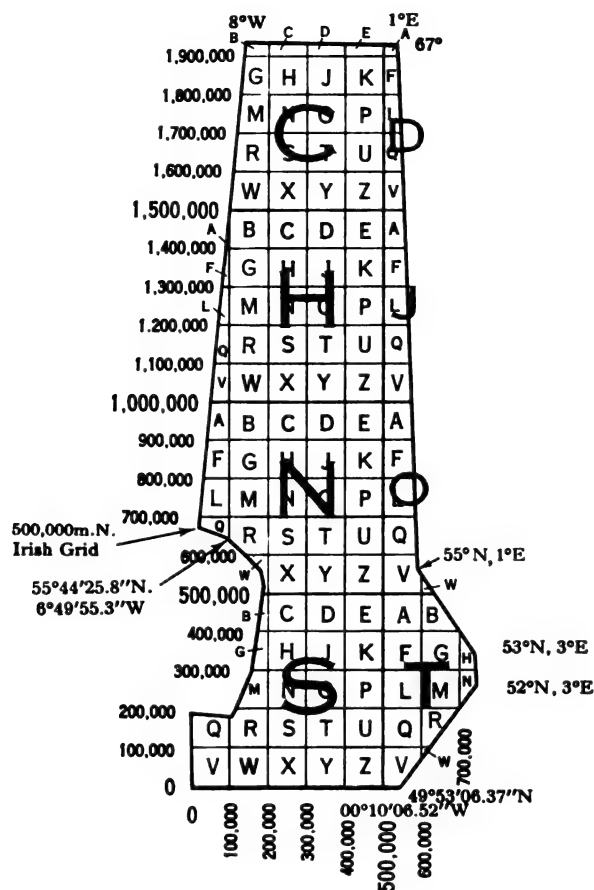 8°W 1°E
B C D E A 67°
1,900,000
G H J K F
1,800,000
M N O P L
C D
1,700,000
R S T U Q
1,600,000
W X Y Z V
1,500,000
A B C D E A
1,400,000
F G H J K F
1,300,000
H J
L M N O P L
1,200,000
Q R S T U Q
1,100,000
V W X Y Z V
1,000,000
A B C D E A
900,000
F G H J K F
800,000
N O
L M N O P L
700,000
500,000m.N.
Irish Grid
Q R S T U Q
600,000
55°N, 1°E
55°44'25.8''N.
6°49'55.3''W
W X Y Z V W
500,000
B C D E A B
400,000
G H J K F G H
53°N, 3°E
300,000
S T
M N O P L M N
52°N, 3°E
200,000
Q R S T U Q R
100,000
V W X Y Z V W
0
49°53'06.37''N
00°10'06.52''W
0 100,000 200,000 300,000 400,000 500,000 600,000 700,000